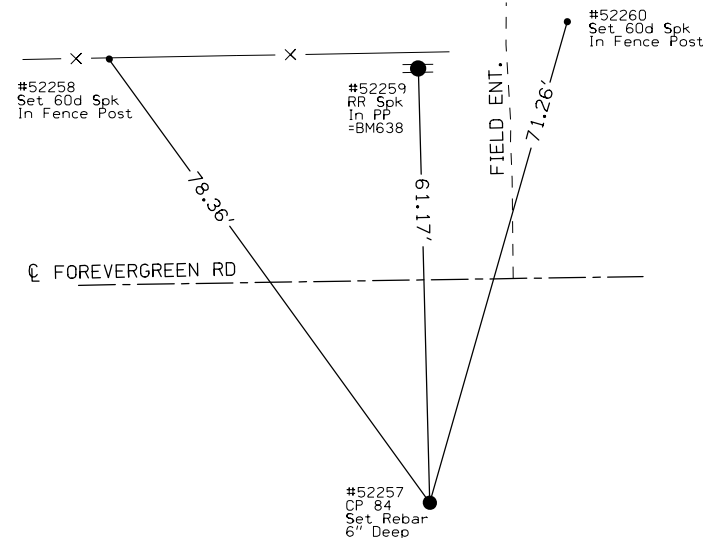 #52260
Set 60d Spk
In Fence Post
#52258
Set 60d Spk
In Fence Post
#52259
RR Spk
In PP
=BM638
FIELD ENT.
71.26'
78.36'
61.17'
℄ FOREVERGREEN RD
#52257
CP 84
Set Rebar
6" Deep